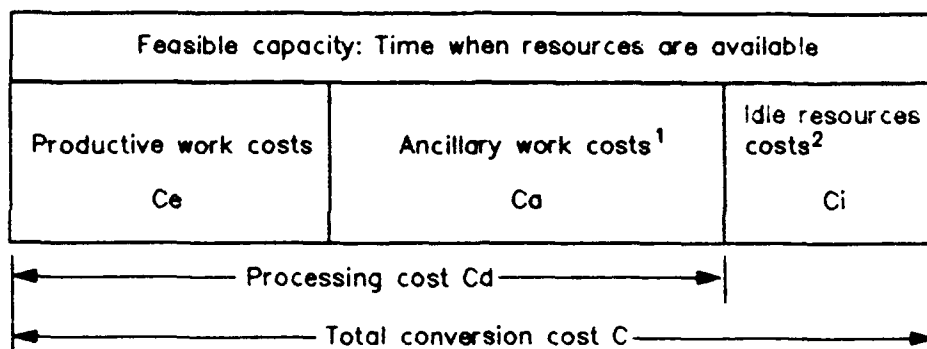 Feasible capacity: Time when resources are available
Productive work costs
Ce
Ancillary work costs¹
Ca
Idle resources
costs²
Ci
Processing cost Cd
Total conversion cost C